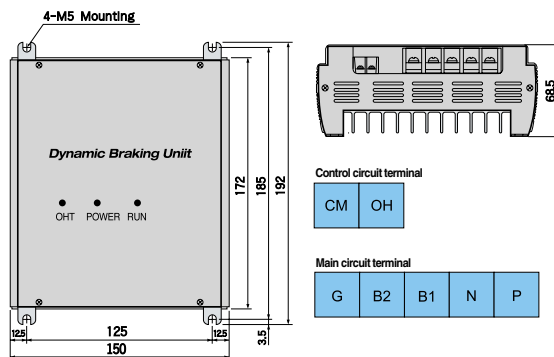 4-M5 Mounting
Dynamic Braking Uniit
OHT POWER RUN
172
185
192
3.5
12.5 125 12.5
150
68.5
Control circuit terminal
CM OH
Main circuit terminal
G B2 B1 N P